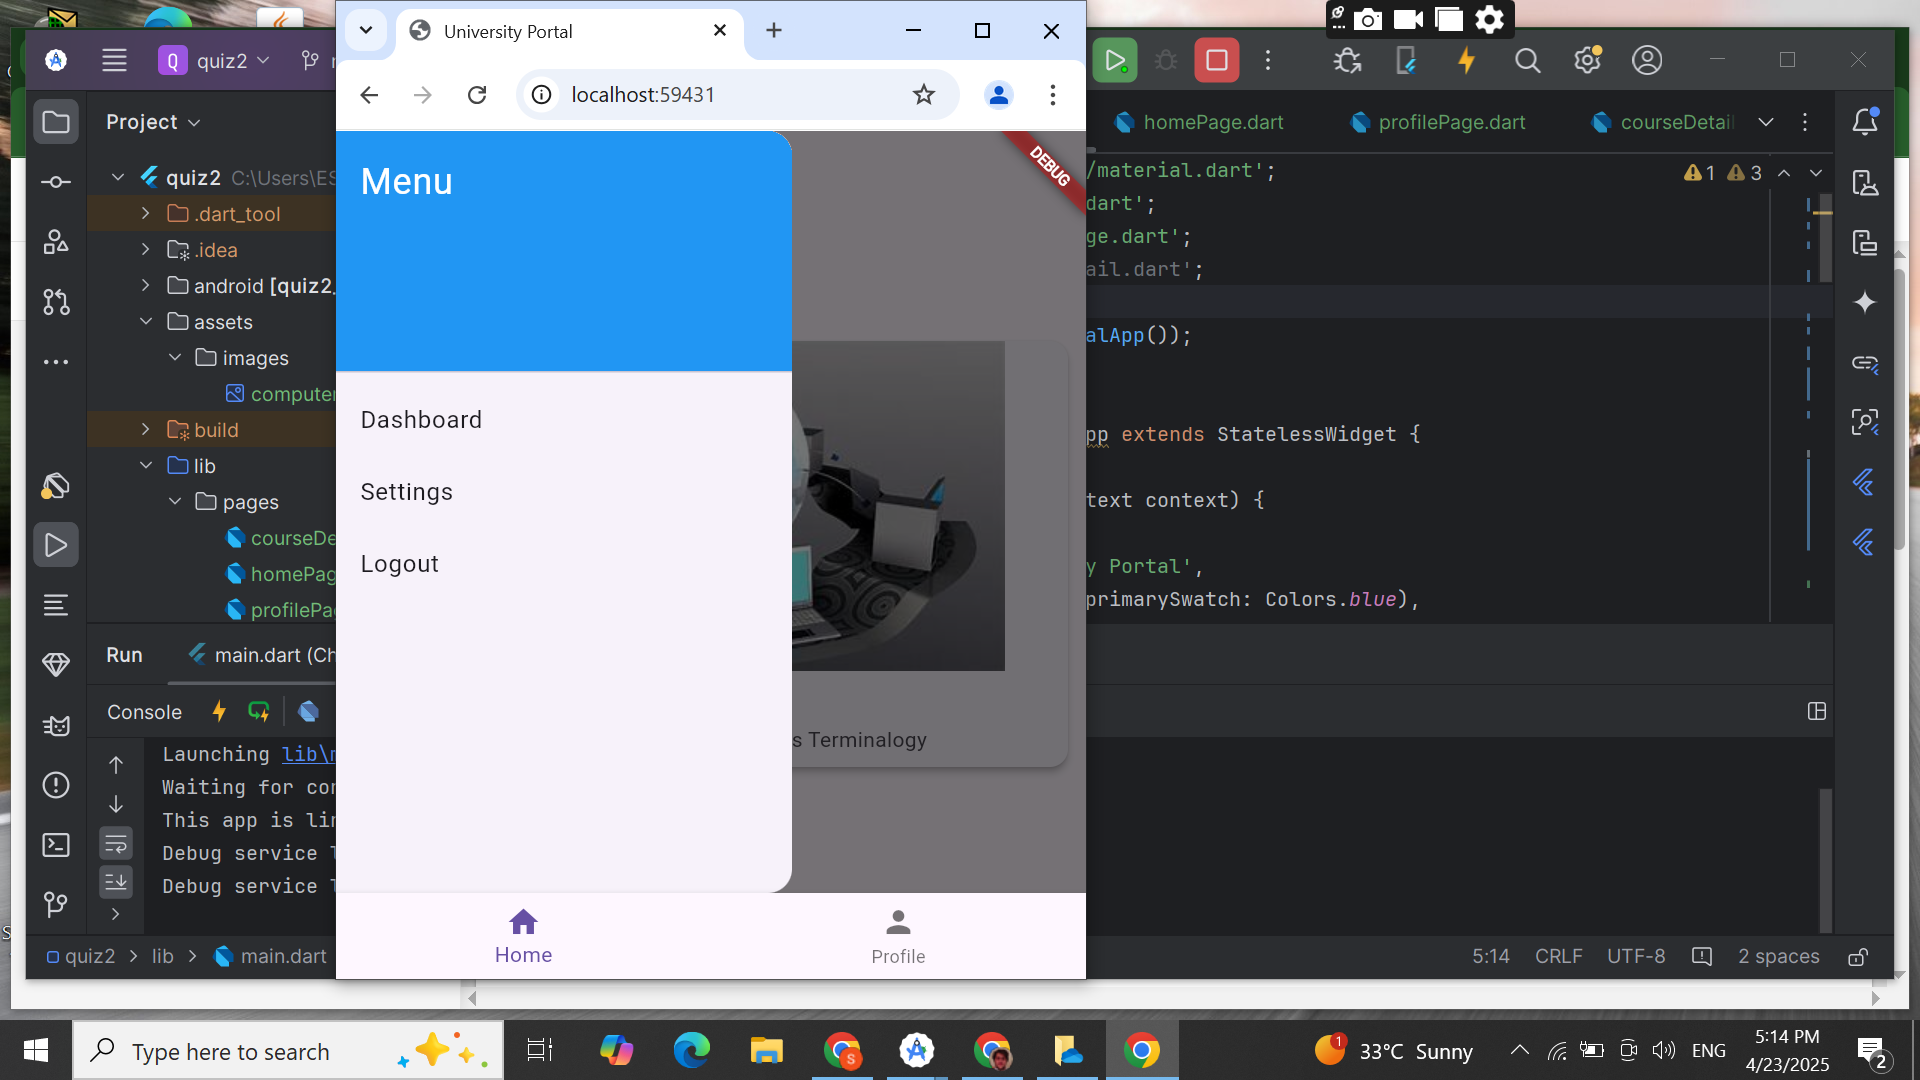 University Portal
localhost:59431
Q
quiz2
Project
quiz2 C:\Users\ES
.dart_tool
.idea
android [quiz2
assets
images
computer
build
lib
pages
courseDe
homePag
profilePa
Menu
DEBUG
Dashboard
Settings
Logout
s Terminalogy
Home
Profile
homePage.dart
profilePage.dart
courseDetail
/material.dart';
dart';
ge.dart';
ail.dart';
alApp());
pp extends StatelessWidget {
text context) {
y Portal',
primarySwatch: Colors.blue),
1
3
Run
main.dart (Ch
Console
Launching lib\m
Waiting for con
This app is lin
Debug service l
Debug service l
quiz2 > lib > main.dart
5:14
CRLF
UTF-8
2 spaces
Type here to search
S
1
33°C Sunny
ENG
5:14 PM
4/23/2025
2